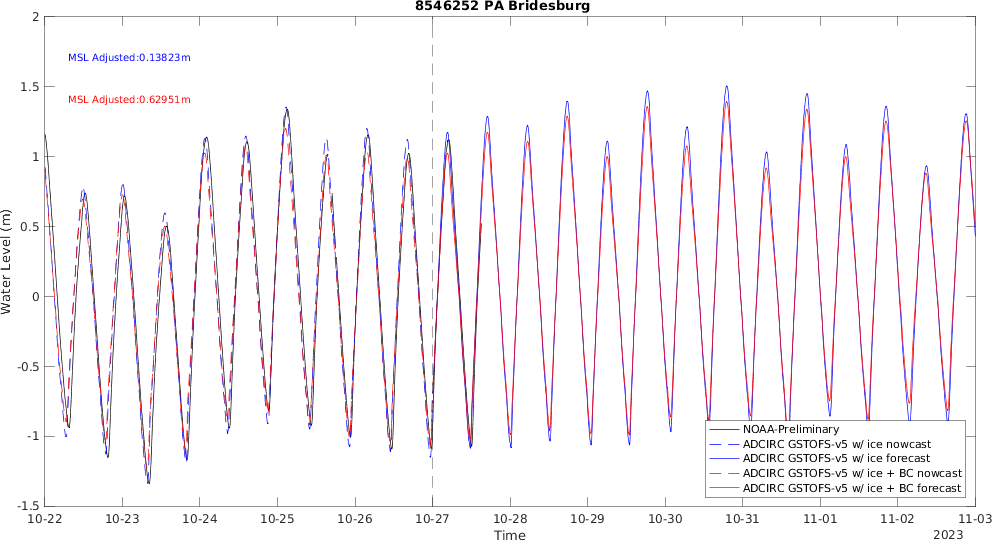 8546252 PA Bridesburg
MSL Adjusted:0.13823m
MSL Adjusted:0.62951m
Water Level (m)
2
1.5
1
0.5
0
-0.5
-1
-1.5
NOAA-Preliminary
ADCIRC GSTOFS-v5 w/ ice nowcast
ADCIRC GSTOFS-v5 w/ ice forecast
ADCIRC GSTOFS-v5 w/ ice + BC nowcast
ADCIRC GSTOFS-v5 w/ ice + BC forecast
10-22 10-23 10-24 10-25 10-26 10-27 10-28 10-29 10-30 10-31 11-01 11-02 11-03
Time
2023